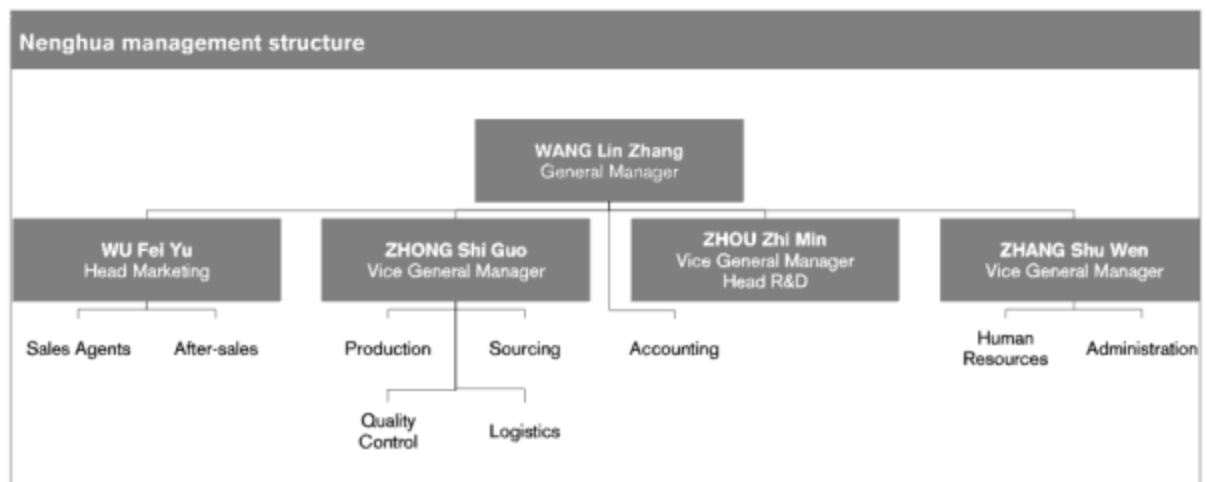 Nenghua management structure
WANG Lin Zhang
General Manager
WU Fei Yu
Head Marketing
ZHONG Shi Guo
Vice General Manager
ZHOU Zhi Min
Vice General Manager
Head R&D
ZHANG Shu Wen
Vice General Manager
Sales Agents
After-sales
Production
Sourcing
Accounting
Human
Resources
Administration
Quality
Control
Logistics